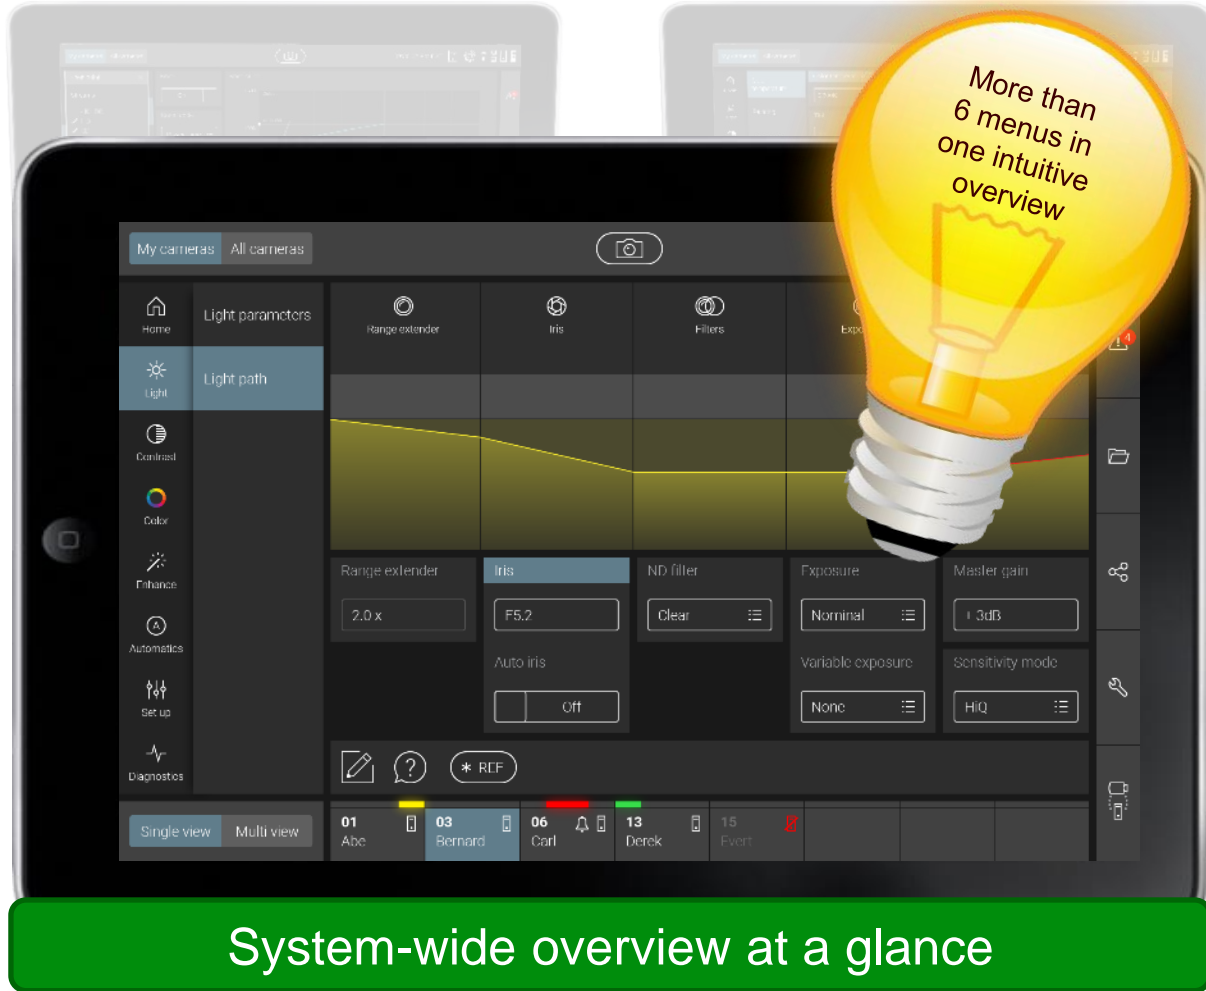 More than
6 menus in
one intuitive
overview
My cameras All cameras
Home
Light parameters
Range extender
Iris
Filters
4
Light
Light path
Contrast
Color
Enhance
Automatics
Set up
Diagnostics
Range extender
Iris
ND filter
Exposure
Master gain
2.0 x
F5.2
Clear
Nominal
+ 3dB
Auto iris
Variable exposure
Sensitivity mode
Off
None
HiQ
* REF
Single view Multi view
01
Abe
03
Bernard
06
Carl
13
Derek
15
Evert
System-wide overview at a glance